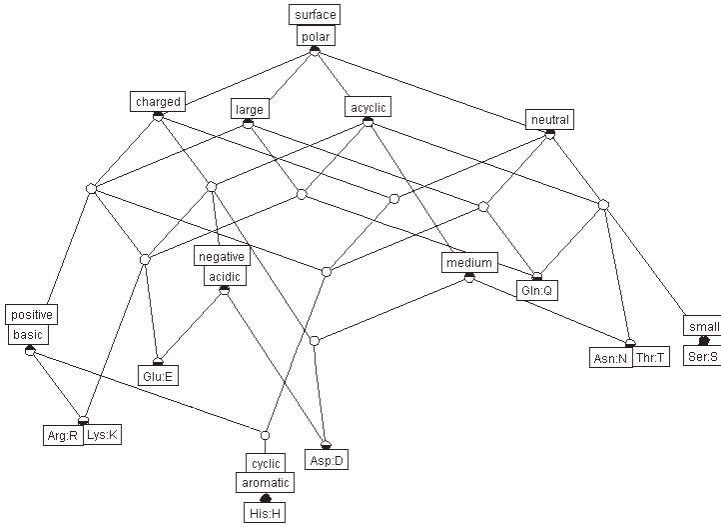 surface
polar
charged
large
acyclic
neutral
negative
acidic
medium
Gln:Q
positive
basic
small
Asn:N Thr:T
Ser:S
Glu:E
Arg:R Lys:K
cyclic
aromatic
Asp:D
His:H